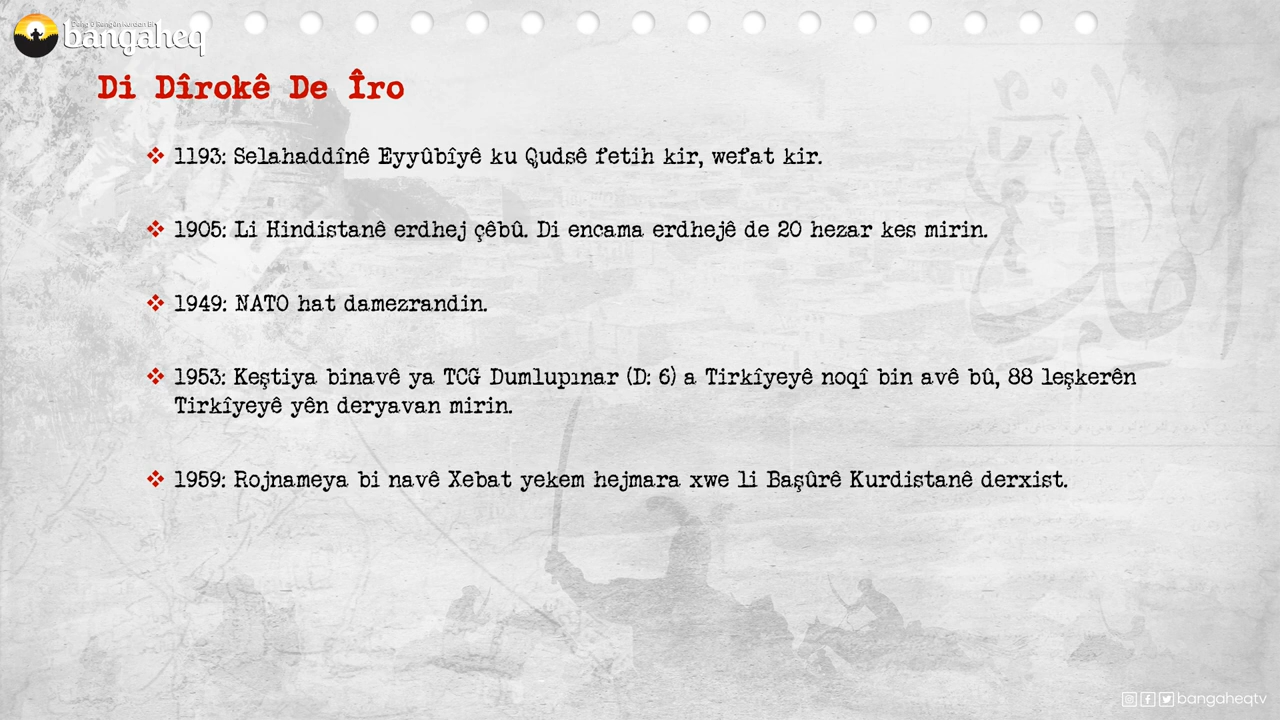 bangaheq
Di Dîrokê De Îro
1193: Selahaddînê Eyyûbîyê ku Qudsê fetih kir, wefat kir.
1905: Li Hindistanê erdhej çêbû. Di encama erdhejê de 20 hezar kes mirin.
1949: NATO hat damezrandin.
1953: Keştiya binavê ya TCG Dumlupınar (D: 6) a Tirkîyeyê noqî bin avê bû, 88 leşkerên
Tirkîyeyê yên deryavan mirin.
1959: Rojnameya bi navê Xebat yekem hejmara xwe li Başûrê Kurdistanê derxist.
bangaheqtv